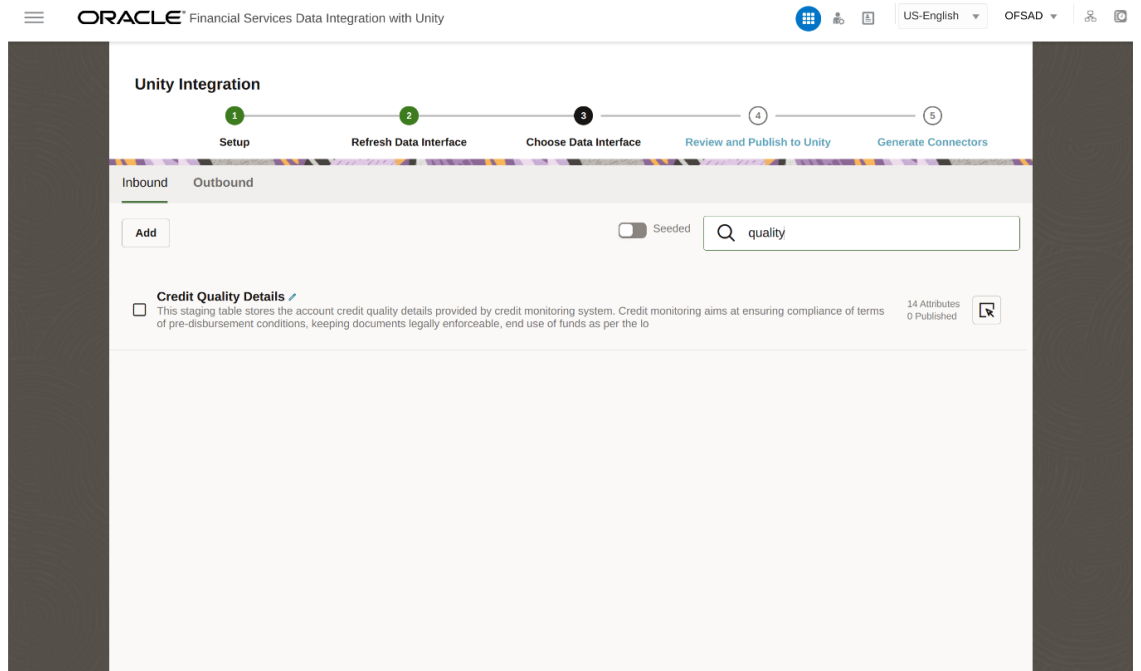 ORACLE® Financial Services Data Integration with Unity
US-English
OFSAD
Unity Integration
1
2
3
4
5
Setup
Refresh Data Interface
Choose Data Interface
Review and Publish to Unity
Generate Connectors
Inbound
Outbound
Add
Seeded
quality
Credit Quality Details
This staging table stores the account credit quality details provided by credit monitoring system. Credit monitoring aims at ensuring compliance of terms
of pre-disbursement conditions, keeping documents legally enforceable, end use of funds as per the lo
14 Attributes
0 Published